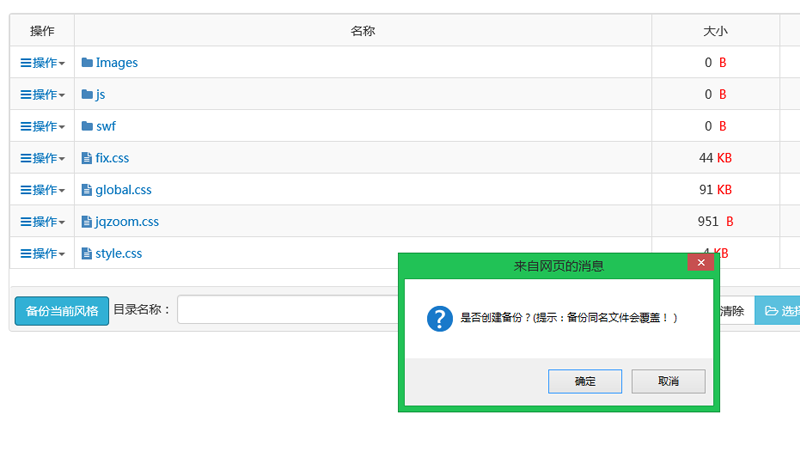 操作 名称 大小
操作 Images 0 B
操作 js 0 B
操作 swf 0 B
操作 fix.css 44 KB
操作 global.css 91 KB
操作 jqzoom.css 951 B
操作 style.css 4 KB
来自网页的消息
备份当前风格 目录名称： 清除 选择
是否创建备份？(提示：备份同名文件会覆盖！)
确定 取消